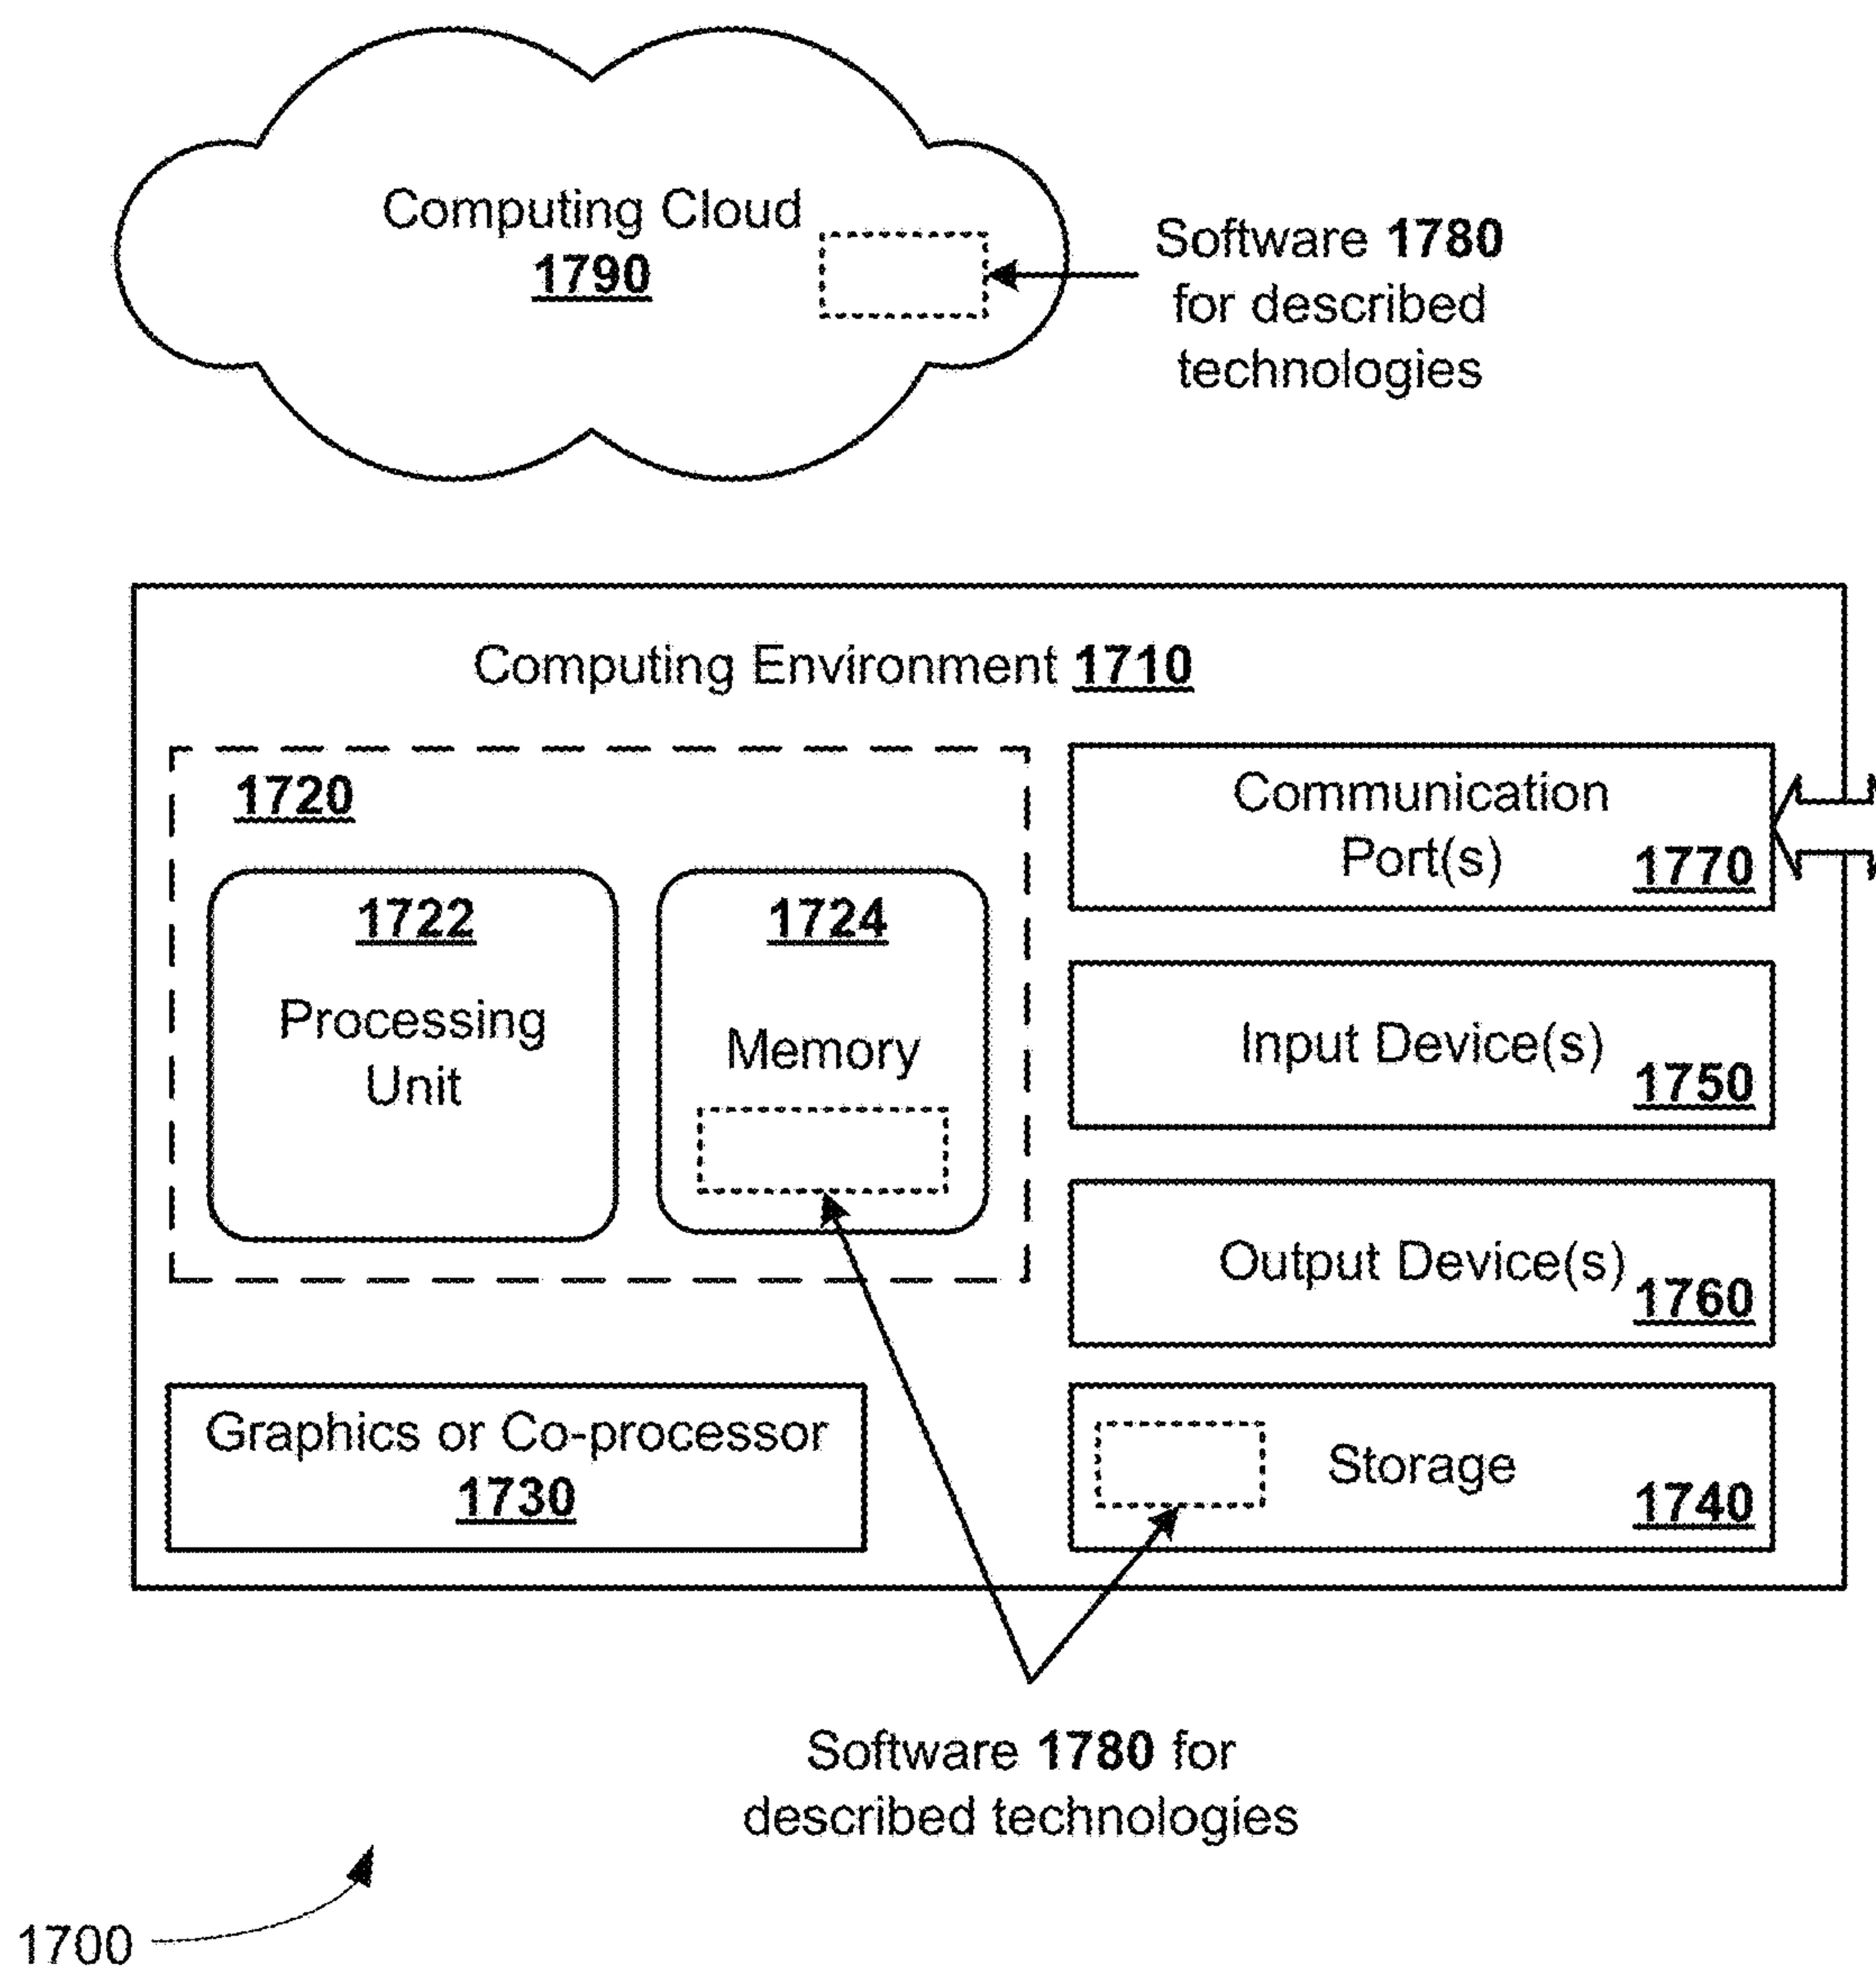 Computing Cloud
1790
Software 1780
for described
technologies
Computing Environment 1710
1720
1722
Processing
Unit
1724
Memory
Communication
Port(s)
1770
Input Device(s)
1750
Output Device(s)
1760
Graphics or Co-processor
1730
Storage
1740
Software 1780 for
described technologies
1700